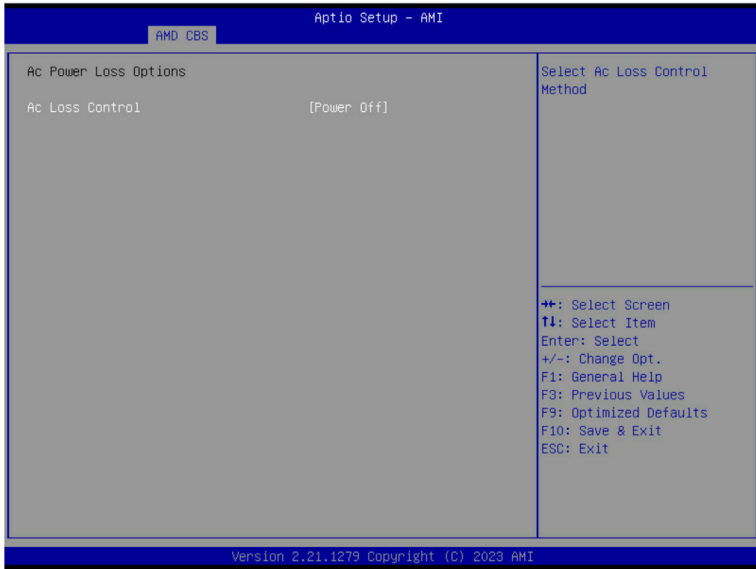 Aptio Setup – AMI
AMD CBS
Ac Power Loss Options
Ac Loss Control [Power Off]
Select Ac Loss Control
Method
→←: Select Screen
↑↓: Select Item
Enter: Select
+/-: Change Opt.
F1: General Help
F3: Previous Values
F9: Optimized Defaults
F10: Save & Exit
ESC: Exit
Version 2.21.1279 Copyright (C) 2023 AMI